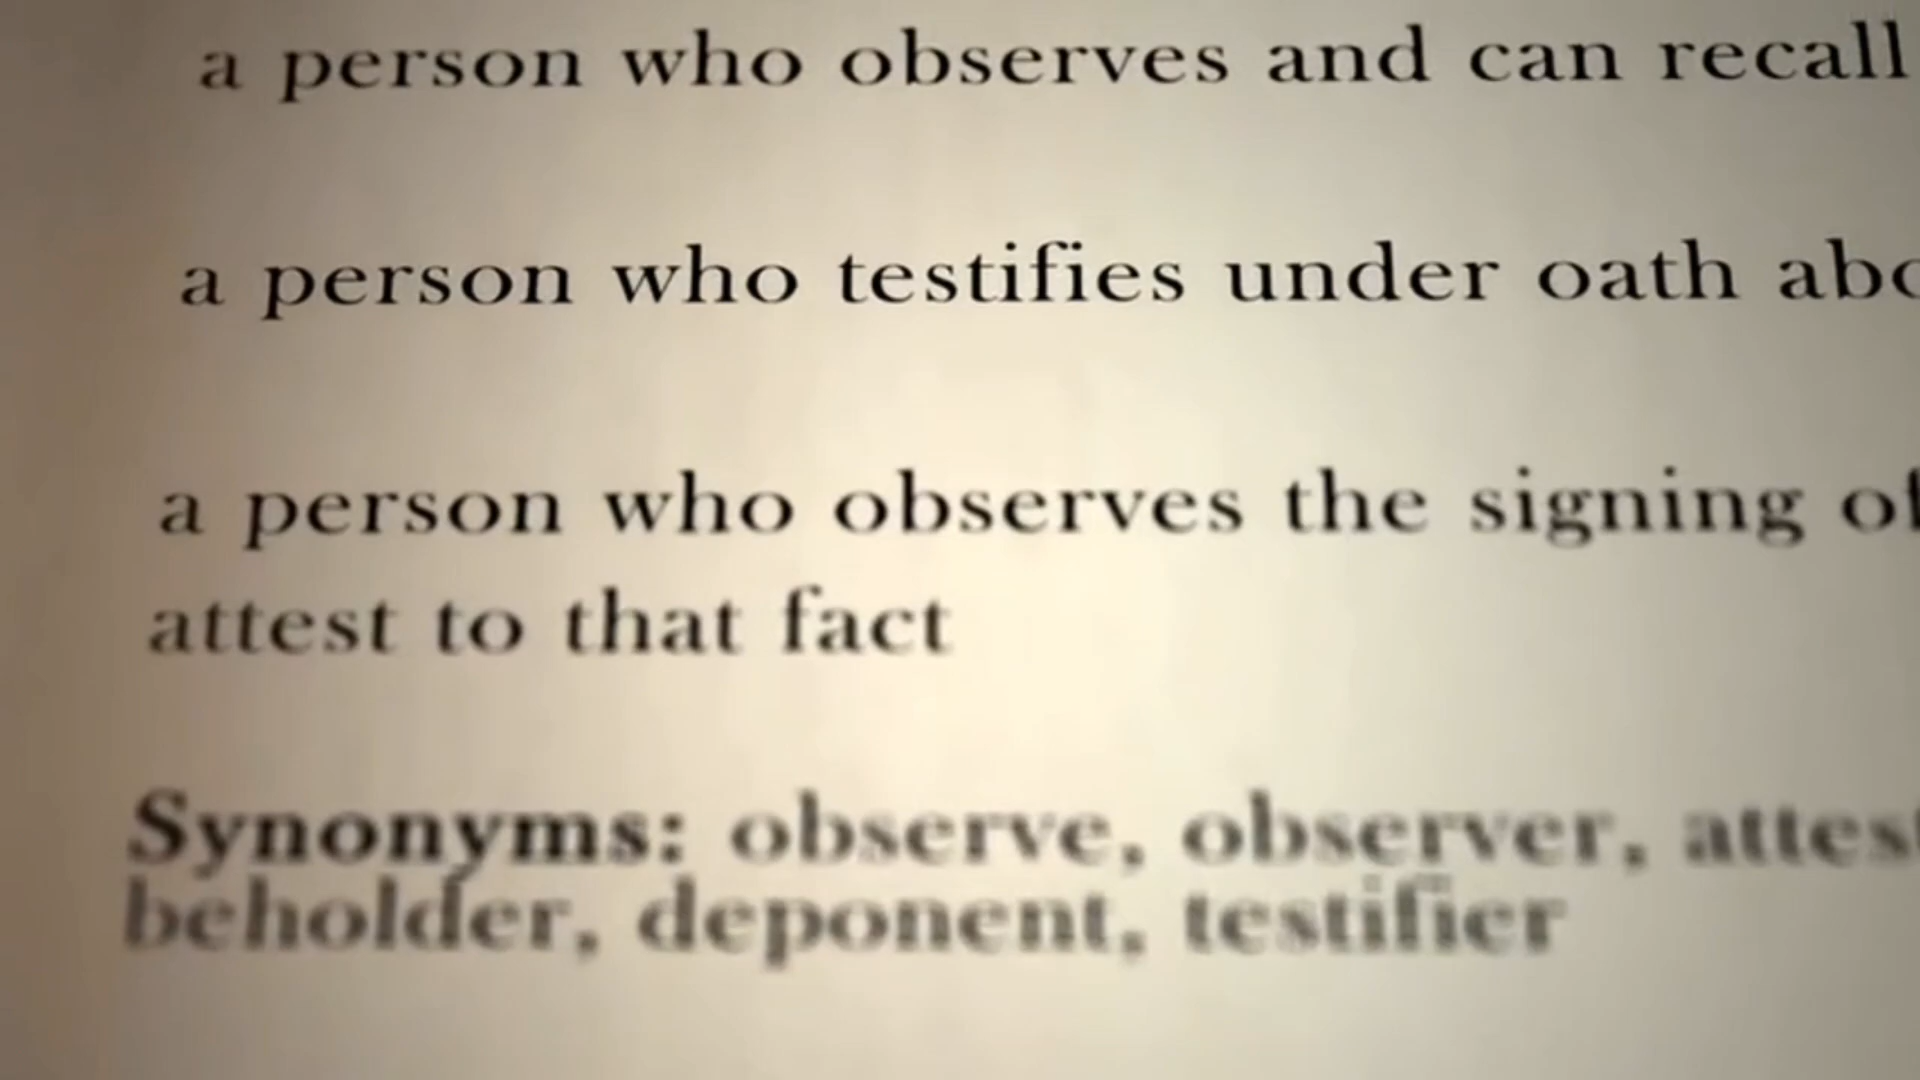 a person who observes and can recall
a person who testifies under oath
a person who observes the signing
attest to that fact
Synonyms: observe, observer,
beholder, deponent, testifier